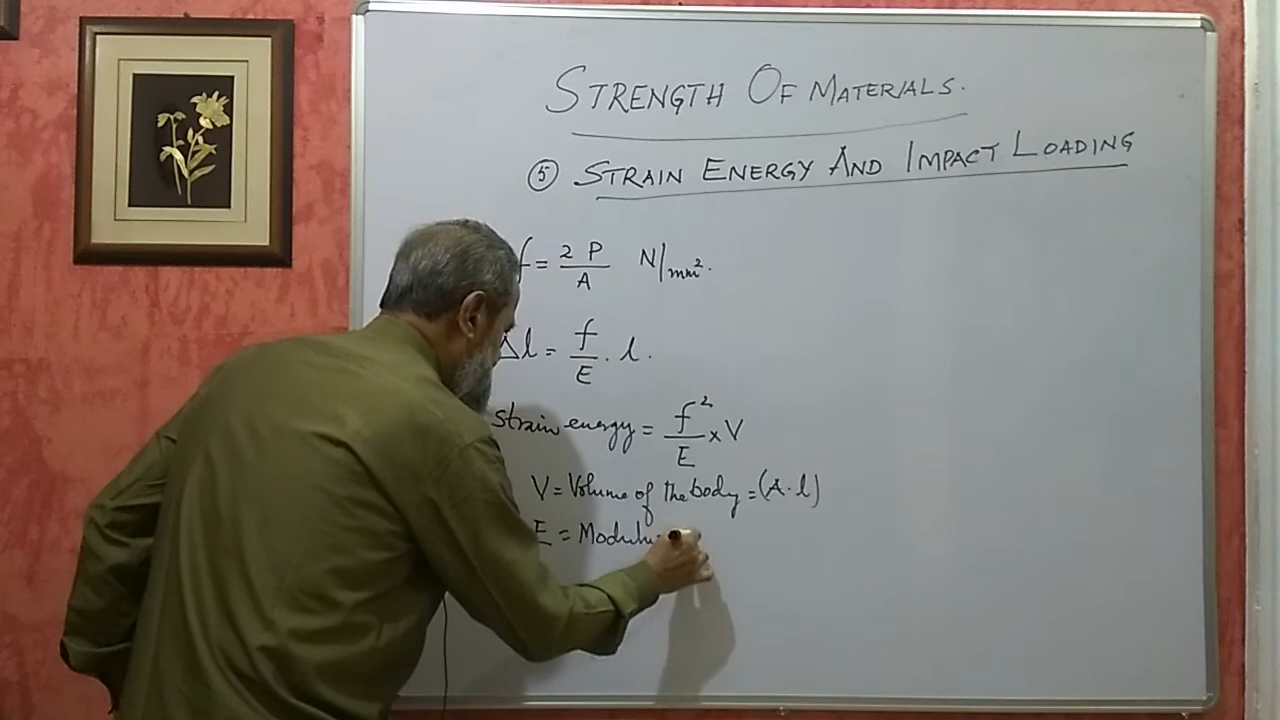 STRENGTH OF MATERIALS.
⑤ STRAIN ENERGY AND IMPACT LOADING
f = 2 P / A N/mm².
Δl = f / E . l .
strain energy = f² / E x V
V = Volume of the body = (A . l)
E = Modulus